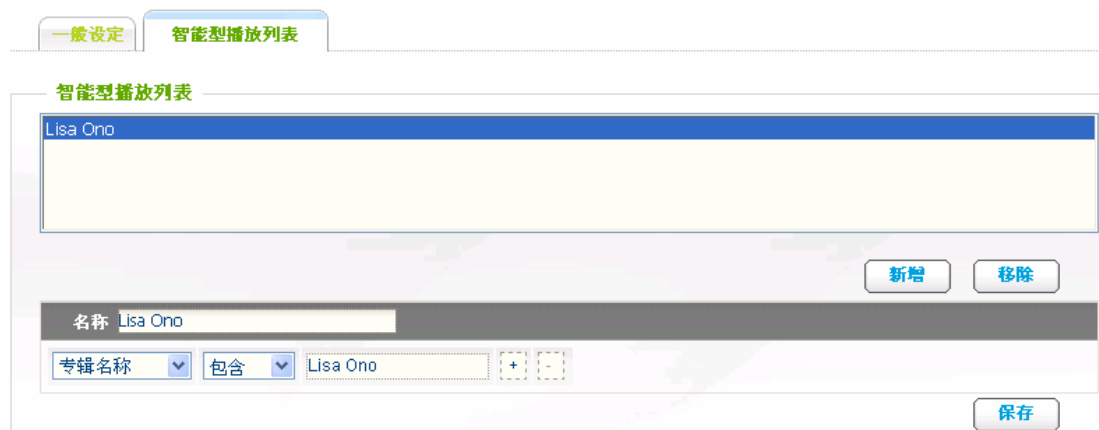 一般设定 智能型播放列表
智能型播放列表
Lisa Ono
新增 移除
名称 Lisa Ono
专辑名称 包含 Lisa Ono + -
保存